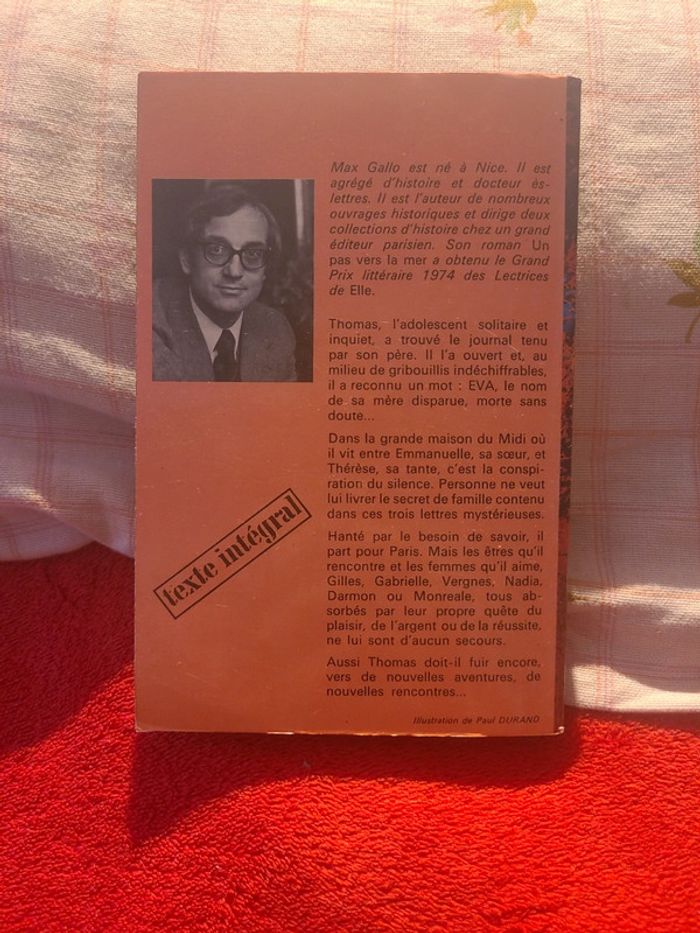 Max Gallo est né à Nice. Il est
agrégé d'histoire et docteur ès-
lettres. Il est l'auteur de nombreux
ouvrages historiques et dirige deux
collections d'histoire chez un grand
éditeur parisien. Son roman Un
pas vers la mer a obtenu le Grand
Prix littéraire 1974 des Lectrices
de Elle.
Thomas, l'adolescent solitaire et
inquiet, a trouvé le journal tenu
par son père. Il l'a ouvert et, au
milieu de gribouillis indéchiffrables,
il a reconnu un mot : EVA, le nom
de sa mère disparue, morte sans
doute...
Dans la grande maison du Midi où
il vit entre Emmanuelle, sa sœur, et
Thérèse, sa tante, c'est la conspi-
ration du silence. Personne ne veut
lui livrer le secret de famille contenu
dans ces trois lettres mystérieuses.
Hanté par le besoin de savoir, il
part pour Paris. Mais les êtres qu'il
rencontre et les femmes qu'il aime,
Gilles, Gabrielle, Vergnes, Nadia,
Darmon ou Monreale, tous ab-
sorbés par leur propre quête du
plaisir, de l'argent ou de la réussite,
ne lui sont d'aucun secours.
Aussi Thomas doit-il fuir encore,
vers de nouvelles aventures, de
nouvelles rencontres...
texte intégral
Illustration de Paul DURAND